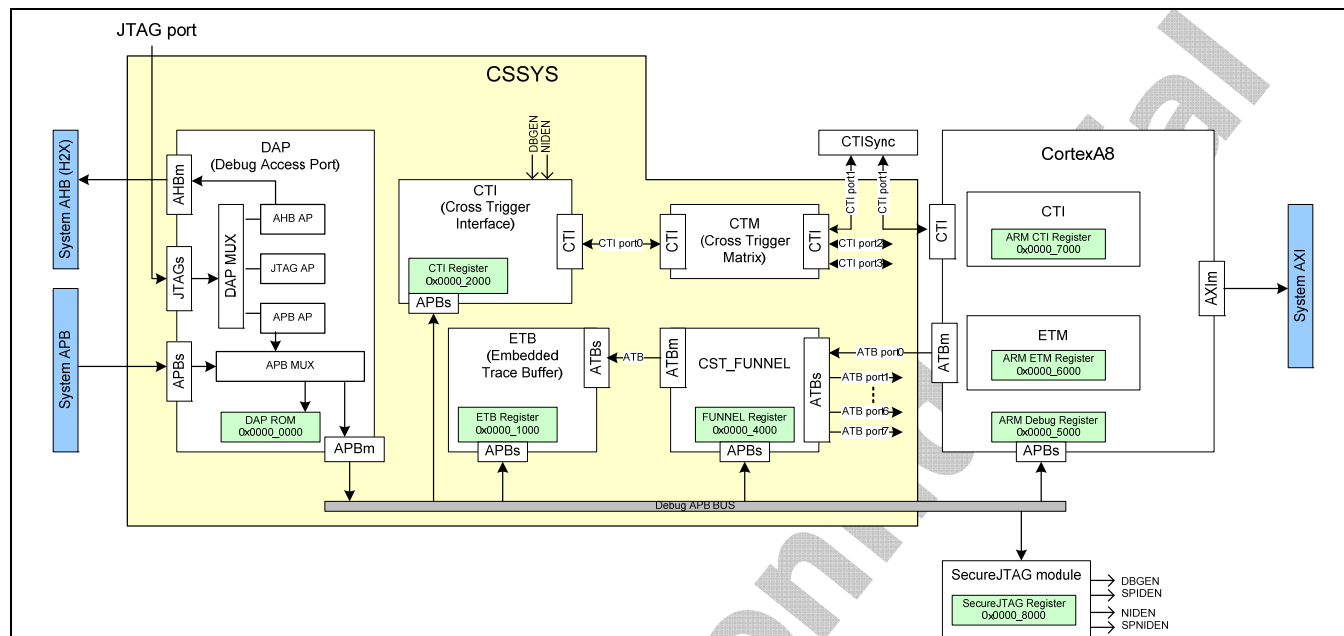 JTAG port
CSSYS
System AHB (H2X)
System APB
DAP
(Debug Access Port)
AHBm
JTAGs
APBs
DAP MUX
AHB AP
JTAG AP
APB AP
APB MUX
DAP ROM
0x0000_0000
APBm
DBGEN
NIDEN
CTI
(Cross Trigger
Interface)
CTI
CTI Register
0x0000_2000
APBs
CTI port0
CTI
CTM
(Cross Trigger
Matrix)
CTI
CTISync
CTI port1
CTI port1
CTI port2
CTI port3
ETB
(Embedded
Trace Buffer)
ATBs
ETB Register
0x0000_1000
APBs
ATB
ATBm
CST_FUNNEL
ATBs
FUNNEL Register
0x0000_4000
APBs
ATB port0
ATB port1
ATB port6
ATB port7
CortexA8
CTI
CTI
ARM CTI Register
0x0000_7000
AXIm
System AXI
ATBm
ETM
ARM ETM Register
0x0000_6000
ARM Debug Register
0x0000_5000
APBs
Debug APB BUS
SecureJTAG module
SecureJTAG Register
0x0000_8000
DBGEN
SPIDEN
NIDEN
SPNIDEN